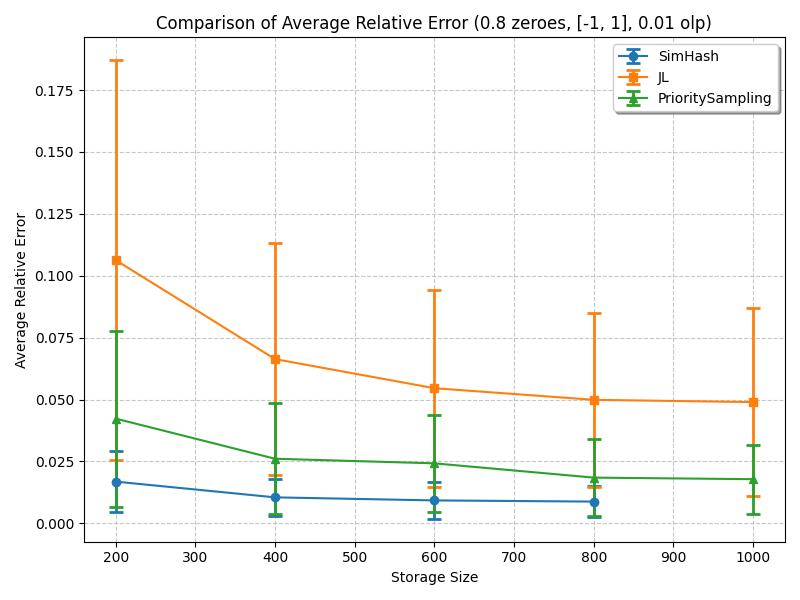 Comparison of Average Relative Error (0.8 zeroes, [-1, 1], 0.01 olp)
SimHash
JL
PrioritySampling
Average Relative Error
0.175
0.150
0.125
0.100
0.075
0.050
0.025
0.000
200 300 400 500 600 700 800 900 1000
Storage Size